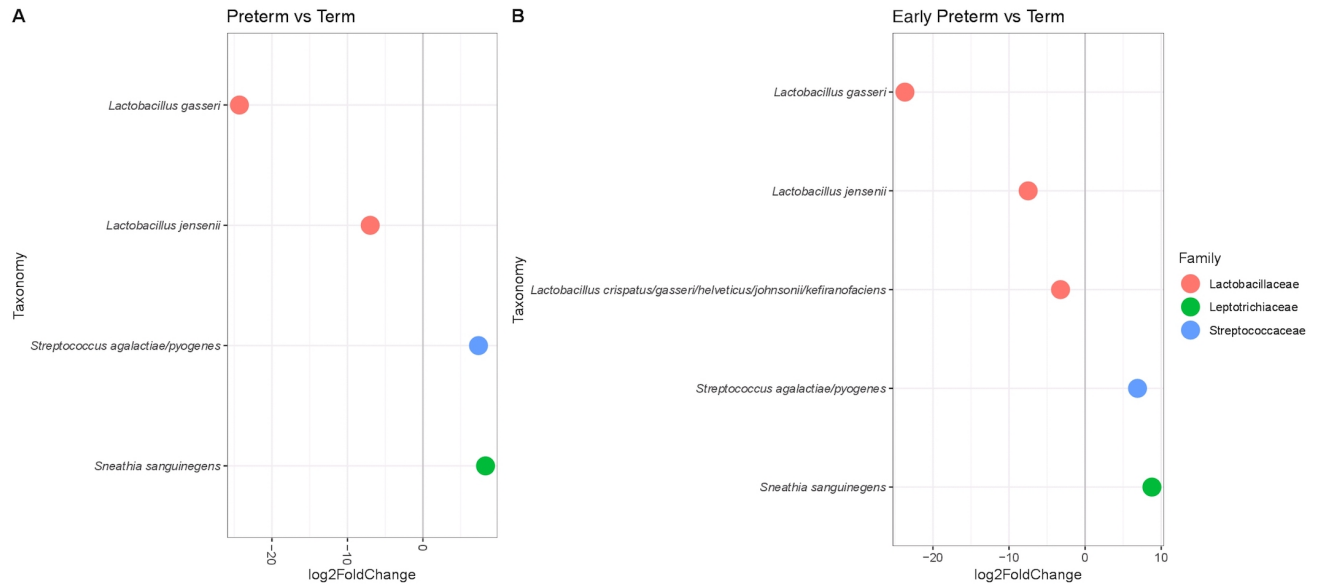 A
Preterm vs Term
Taxonomy
Lactobacillus gasseri
Lactobacillus jensenii
Streptococcus agalactiae/pyogenes
Sneathia sanguinegens
−20
−10
0
log2FoldChange
B
Early Preterm vs Term
Taxonomy
Lactobacillus gasseri
Lactobacillus jensenii
Lactobacillus crispatus/gasseri/helveticus/johnsonii/kefiranofaciens
Streptococcus agalactiae/pyogenes
Sneathia sanguinegens
−20 −10 0 10
log2FoldChange
Family
Lactobacillaceae
Leptotrichiaceae
Streptococcaceae